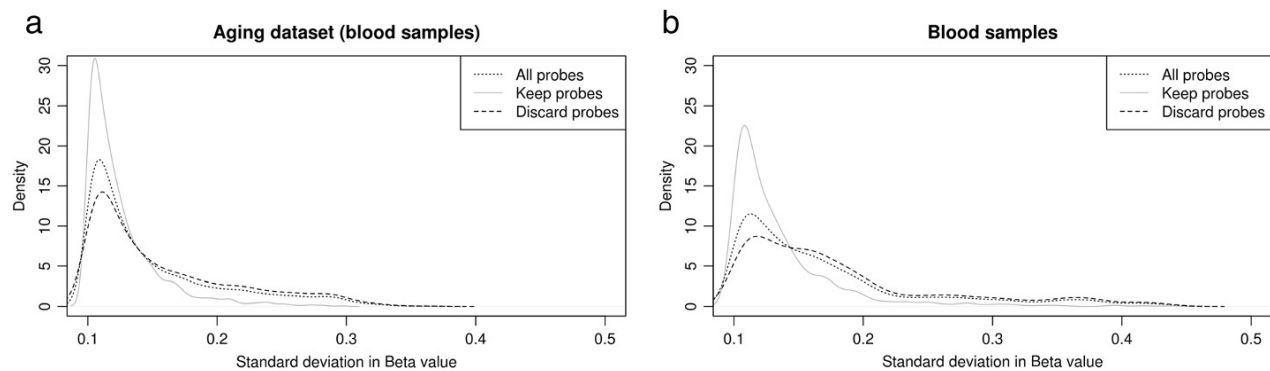 a
Aging dataset (blood samples)
Density
0
5
10
15
20
25
30
0.1
0.2
0.3
0.4
0.5
Standard deviation in Beta value
All probes
Keep probes
Discard probes
b
Blood samples
Density
0
5
10
15
20
25
30
0.1
0.2
0.3
0.4
0.5
Standard deviation in Beta value
All probes
Keep probes
Discard probes